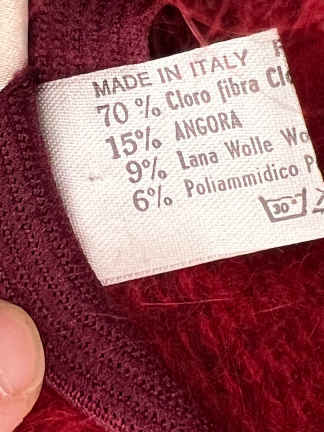 MADE IN ITALY
70 % Cloro fibra
15% ANGORA
9% Lana Wolle
6% Poliammidico
30°